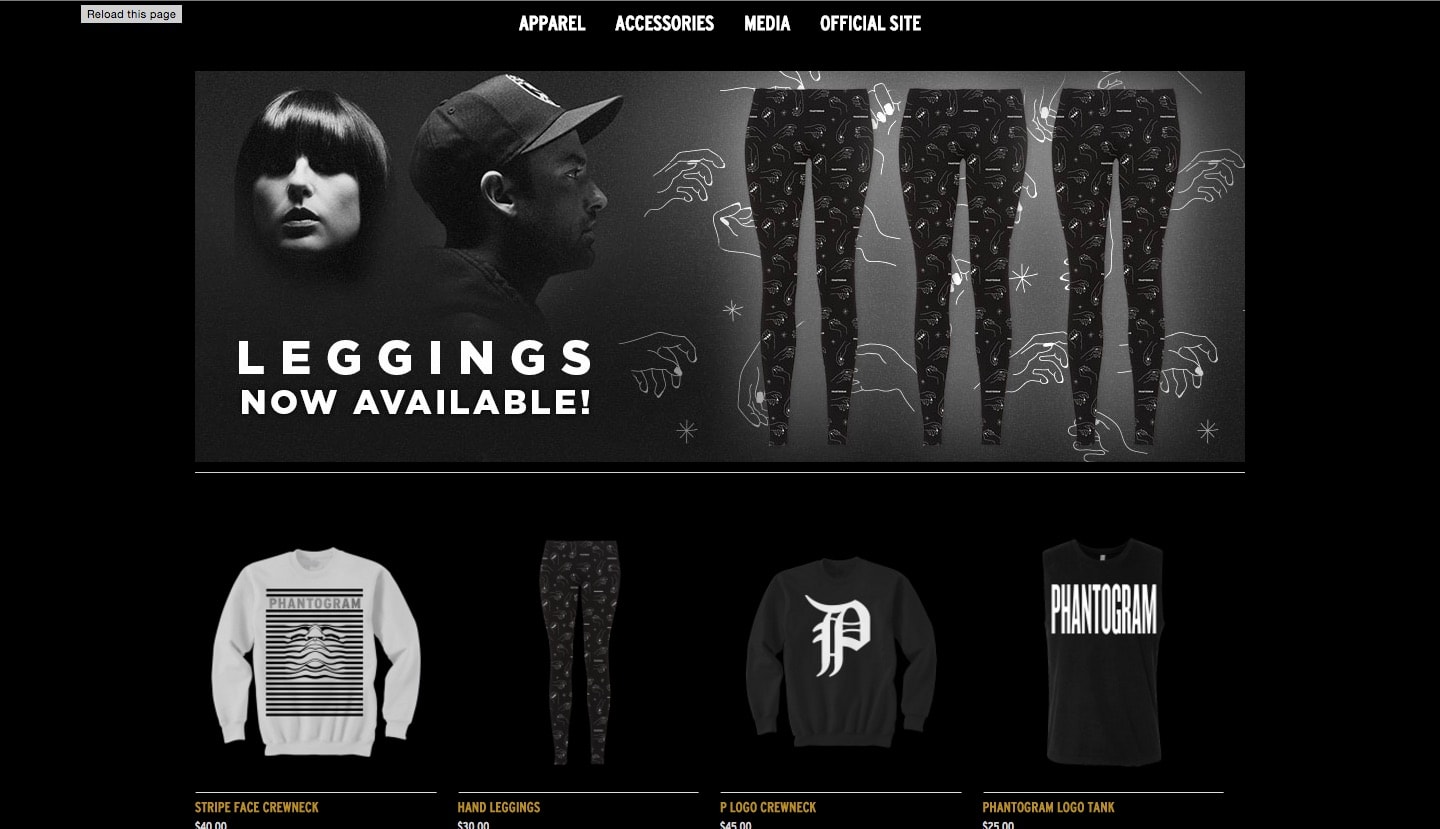 Reload this page
APPAREL ACCESSORIES MEDIA OFFICIAL SITE
LEGGINGS
NOW AVAILABLE!
PHANTOGRAM
P
PHANTOGRAM
STRIPE FACE CREWNECK HAND LEGGINGS P LOGO CREWNECK PHANTOGRAM LOGO TANK
$40.00 $30.00 $45.00 $25.00